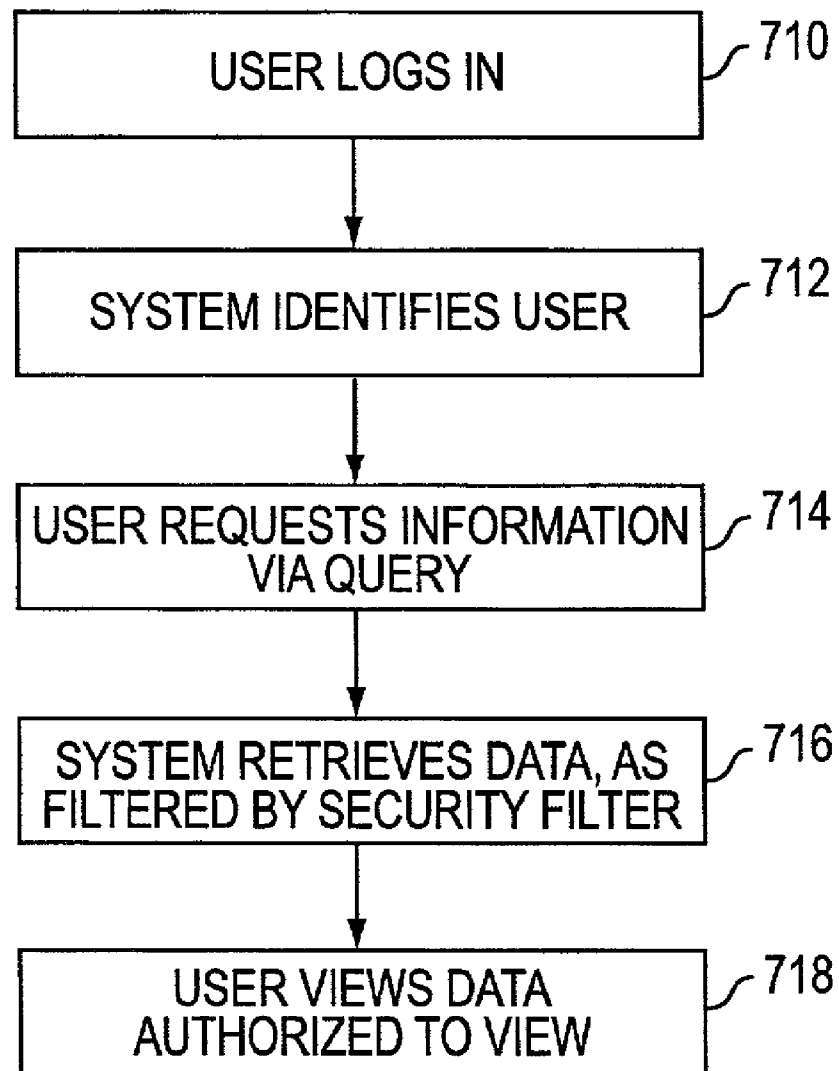 USER LOGS IN
710
SYSTEM IDENTIFIES USER
712
USER REQUESTS INFORMATION
VIA QUERY
714
SYSTEM RETRIEVES DATA, AS
FILTERED BY SECURITY FILTER
716
USER VIEWS DATA
AUTHORIZED TO VIEW
718